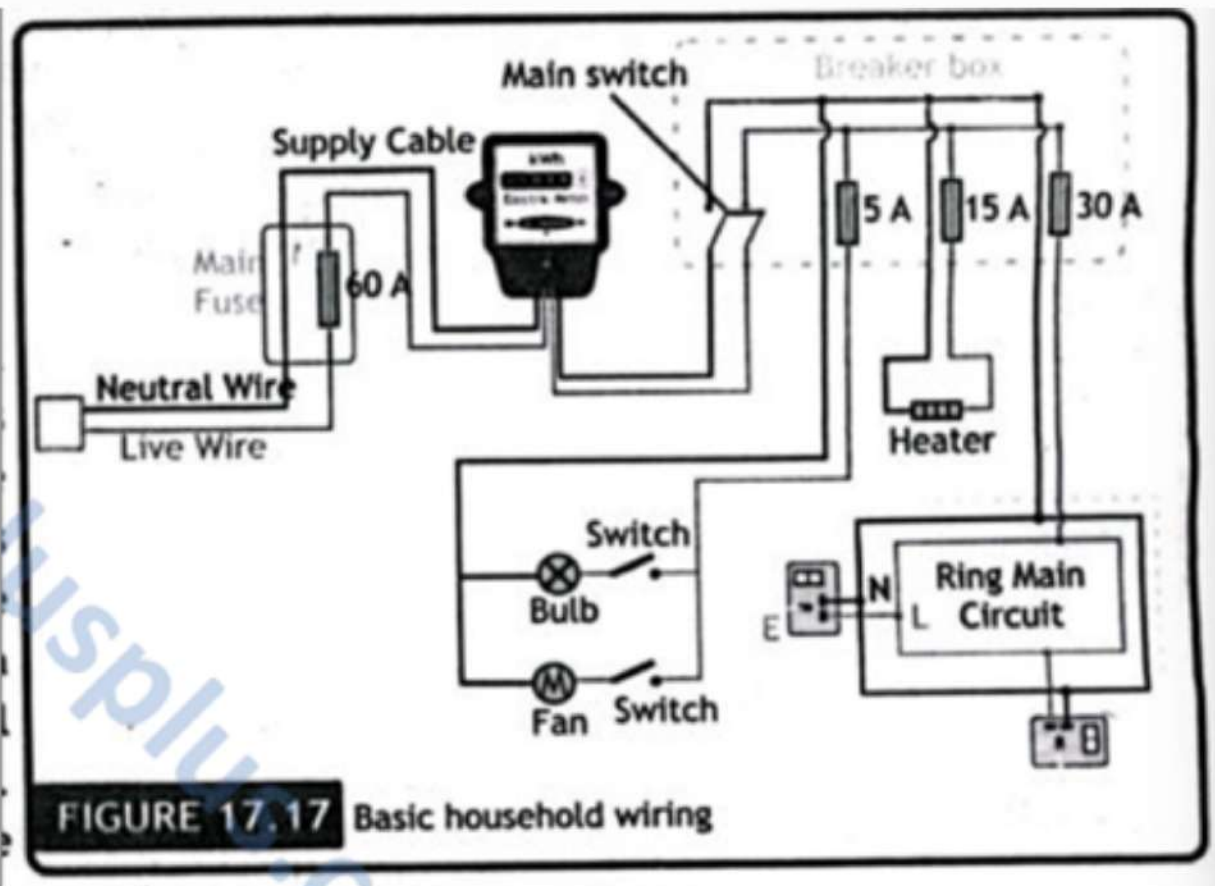 Main switch
Breaker box
Supply Cable
kWh
5 A
15 A
30 A
Main
Fuse
60 A
Neutral Wire
Live Wire
Heater
Switch
Bulb
N
E
L
Ring Main
Circuit
M
Fan
Switch
FIGURE 17.17 Basic household wiring
usplus.